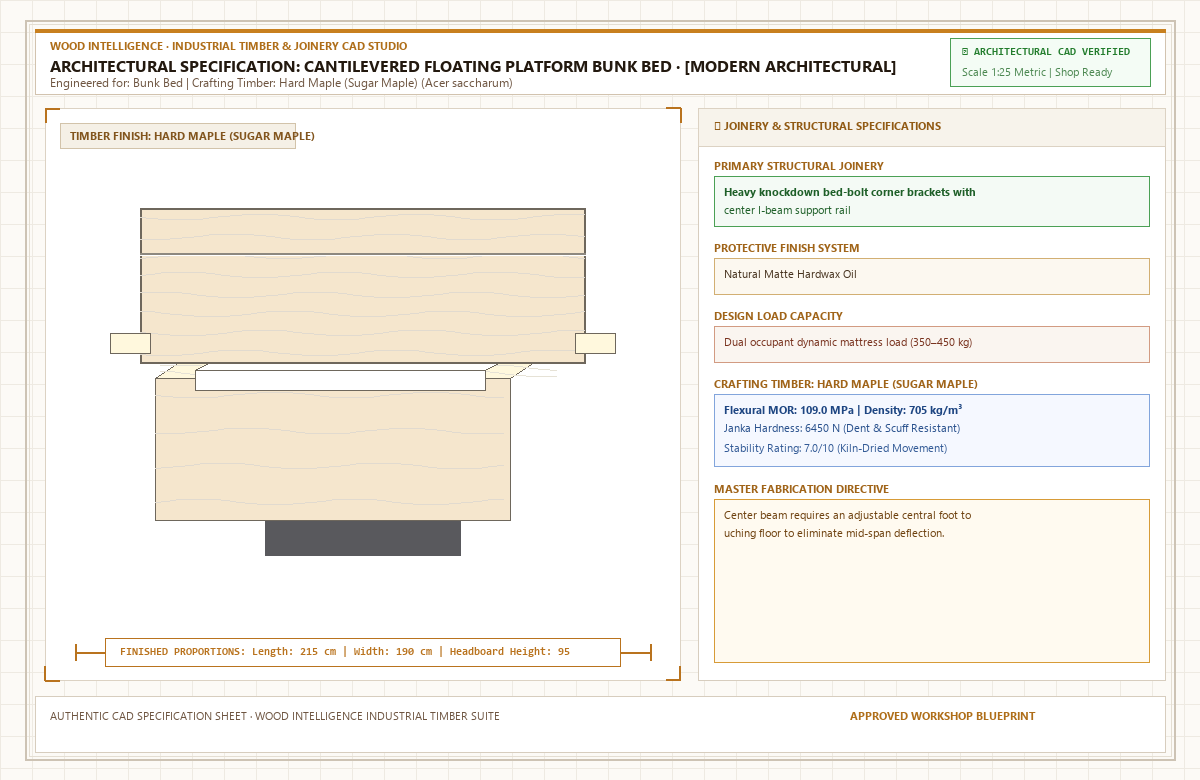 WOOD INTELLIGENCE · INDUSTRIAL TIMBER & JOINERY CAD STUDIO
ARCHITECTURAL SPECIFICATION: CANTILEVERED FLOATING PLATFORM BUNK BED · [MODERN ARCHITECTURAL]
Engineered for: Bunk Bed | Crafting Timber: Hard Maple (Sugar Maple) (Acer saccharum)
ARCHITECTURAL CAD VERIFIED
Scale 1:25 Metric | Shop Ready
TIMBER FINISH: HARD MAPLE (SUGAR MAPLE)
FINISHED PROPORTIONS: Length: 215 cm | Width: 190 cm | Headboard Height: 95
JOINERY & STRUCTURAL SPECIFICATIONS
PRIMARY STRUCTURAL JOINERY
Heavy knockdown bed-bolt corner brackets with
center I-beam support rail
PROTECTIVE FINISH SYSTEM
Natural Matte Hardwax Oil
DESIGN LOAD CAPACITY
Dual occupant dynamic mattress load (350–450 kg)
CRAFTING TIMBER: HARD MAPLE (SUGAR MAPLE)
Flexural MOR: 109.0 MPa | Density: 705 kg/m³
Janka Hardness: 6450 N (Dent & Scuff Resistant)
Stability Rating: 7.0/10 (Kiln-Dried Movement)
MASTER FABRICATION DIRECTIVE
Center beam requires an adjustable central foot to
uching floor to eliminate mid-span deflection.
AUTHENTIC CAD SPECIFICATION SHEET · WOOD INTELLIGENCE INDUSTRIAL TIMBER SUITE
APPROVED WORKSHOP BLUEPRINT